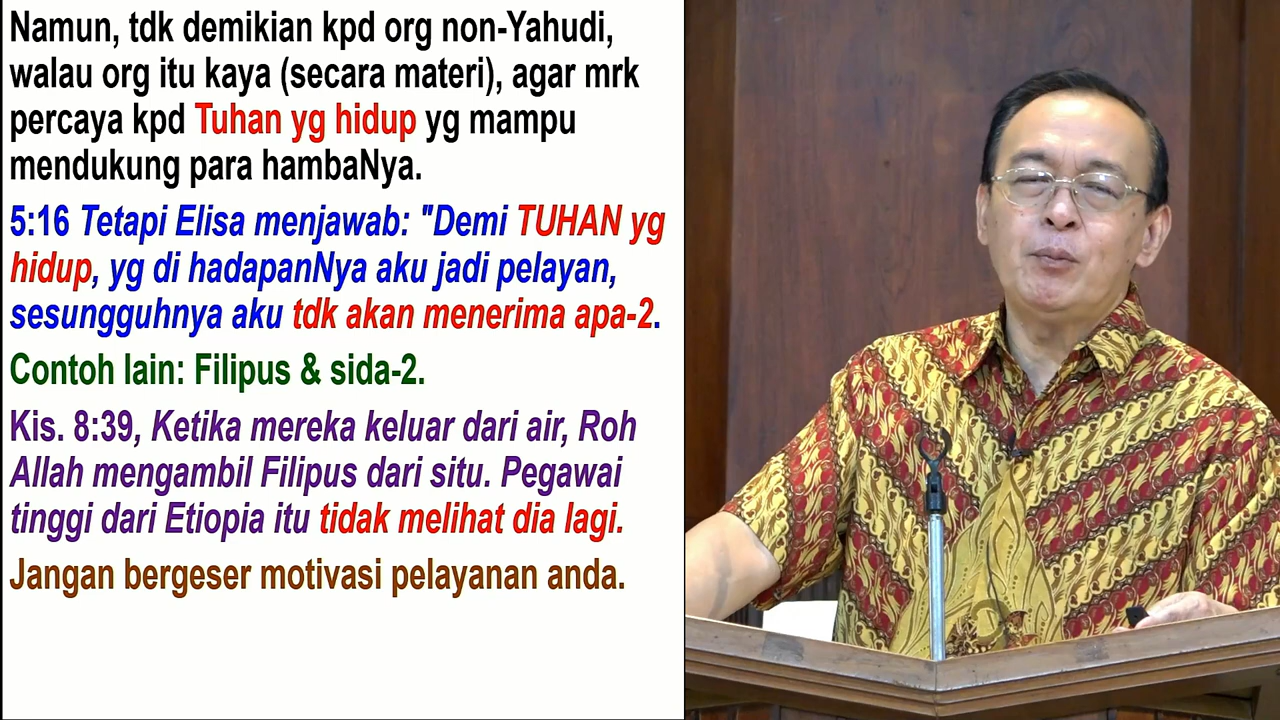 Namun, tdk demikian kpd org non-Yahudi,
walau org itu kaya (secara materi), agar mrk
percaya kpd Tuhan yg hidup yg mampu
mendukung para hambaNya.
5:16 Tetapi Elisa menjawab: "Demi TUHAN yg
hidup, yg di hadapanNya aku jadi pelayan,
sesungguhnya aku tdk akan menerima apa-2.
Contoh lain: Filipus & sida-2.
Kis. 8:39, Ketika mereka keluar dari air, Roh
Allah mengambil Filipus dari situ. Pegawai
tinggi dari Etiopia itu tidak melihat dia lagi.
Jangan bergeser motivasi pelayanan anda.